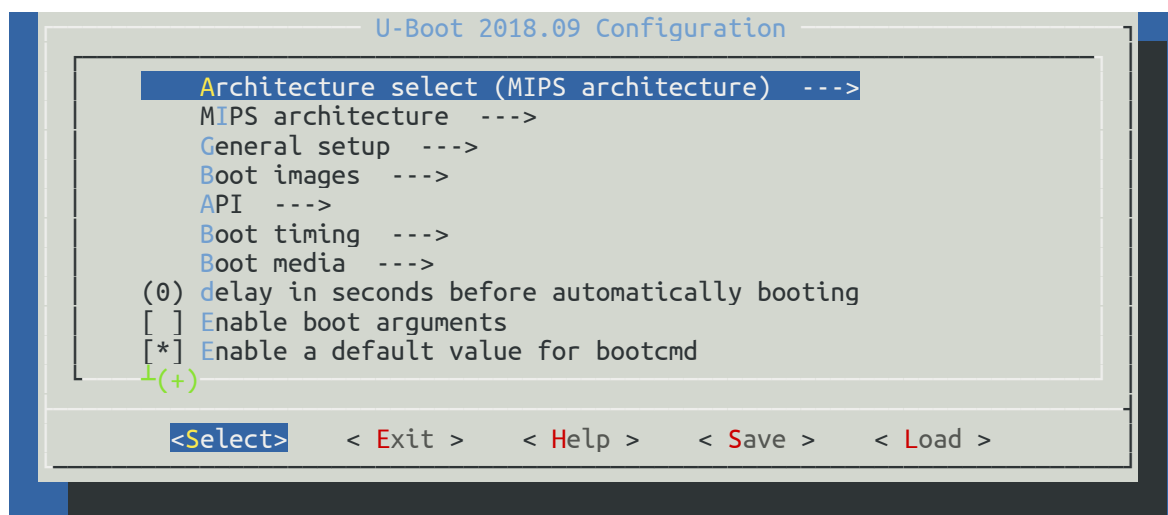 U-Boot 2018.09 Configuration
Architecture select (MIPS architecture)  --->
MIPS architecture  --->
General setup  --->
Boot images  --->
API  --->
Boot timing  --->
Boot media  --->
(0) delay in seconds before automatically booting
[ ] Enable boot arguments
[*] Enable a default value for bootcmd
┴(+)
<Select>    < Exit >    < Help >    < Save >    < Load >